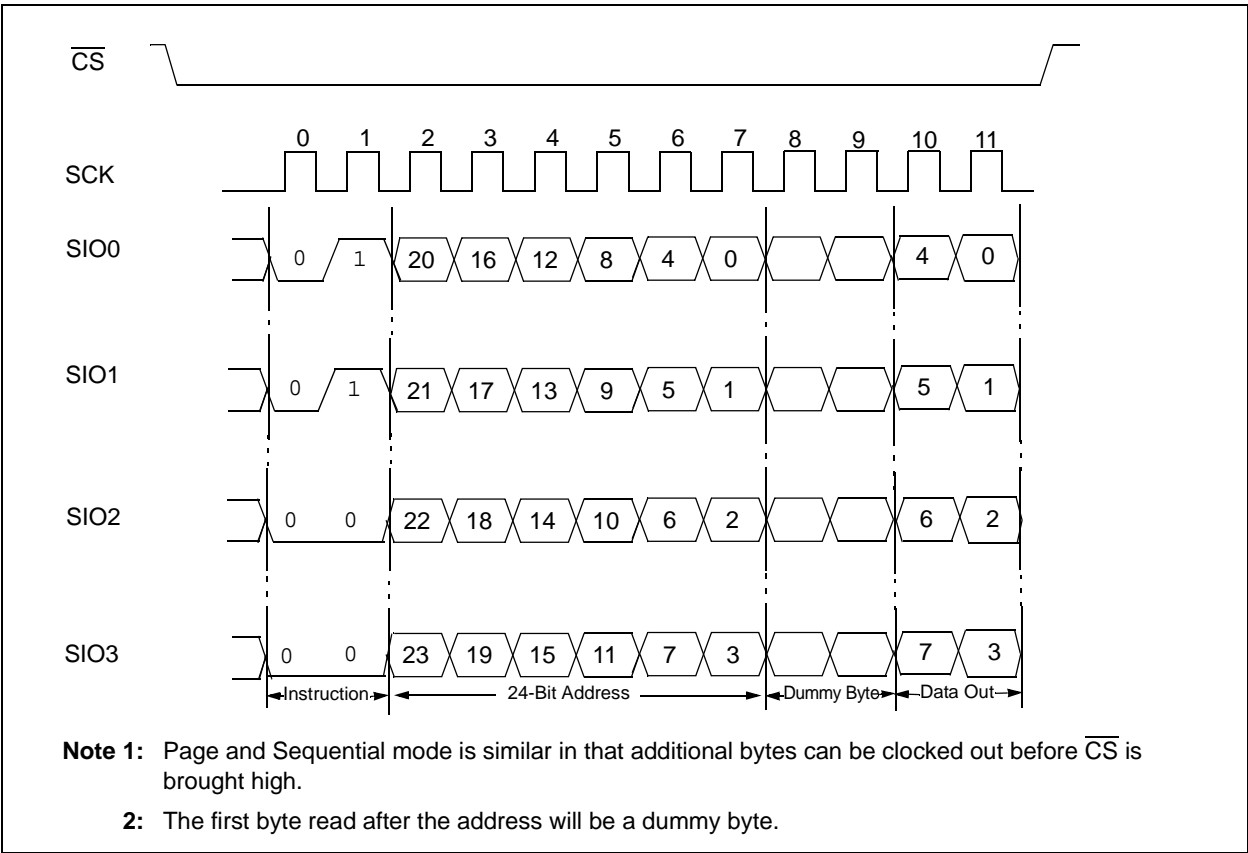 CS
0 1 2 3 4 5 6 7 8 9 10 11
SCK
SIO0 0 1 20 16 12 8 4 0 4 0
SIO1 0 1 21 17 13 9 5 1 5 1
SIO2 0 0 22 18 14 10 6 2 6 2
SIO3 0 0 23 19 15 11 7 3 7 3
Instruction 24-Bit Address Dummy Byte Data Out
Note 1: Page and Sequential mode is similar in that additional bytes can be clocked out before CS is
brought high.
2: The first byte read after the address will be a dummy byte.